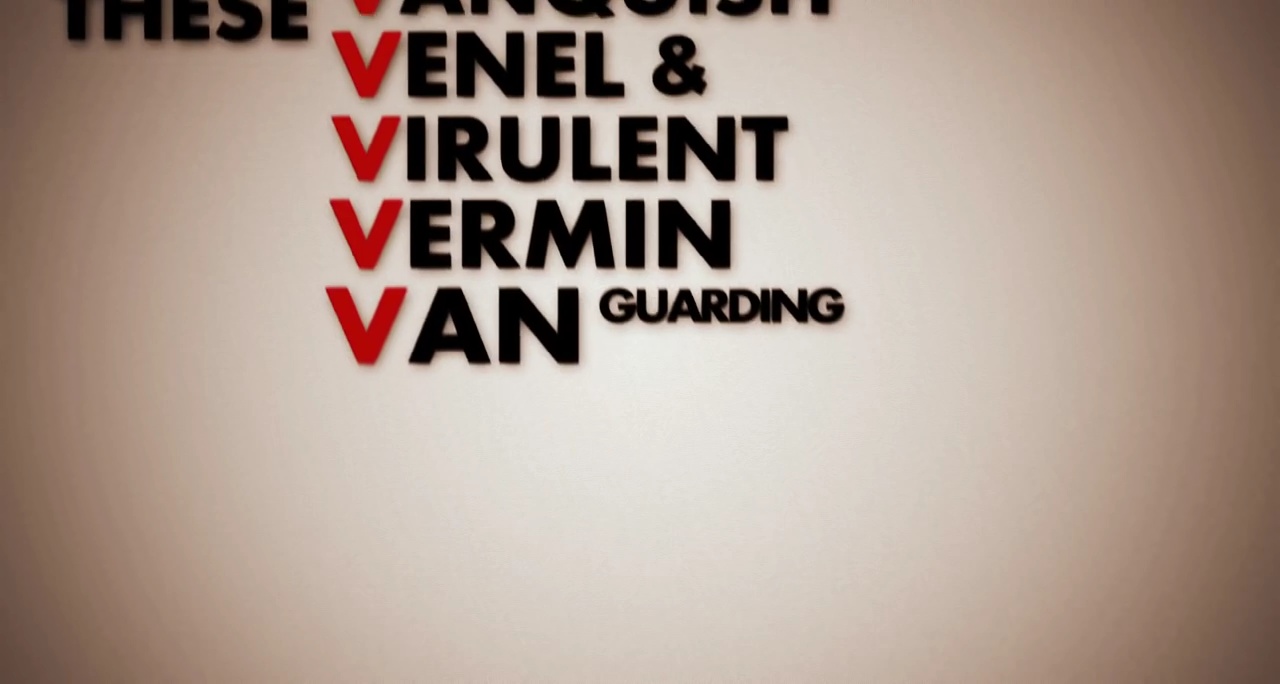 THESE VANQUISH
VENEL &
VIRULENT
VERMIN
VAN GUARDING